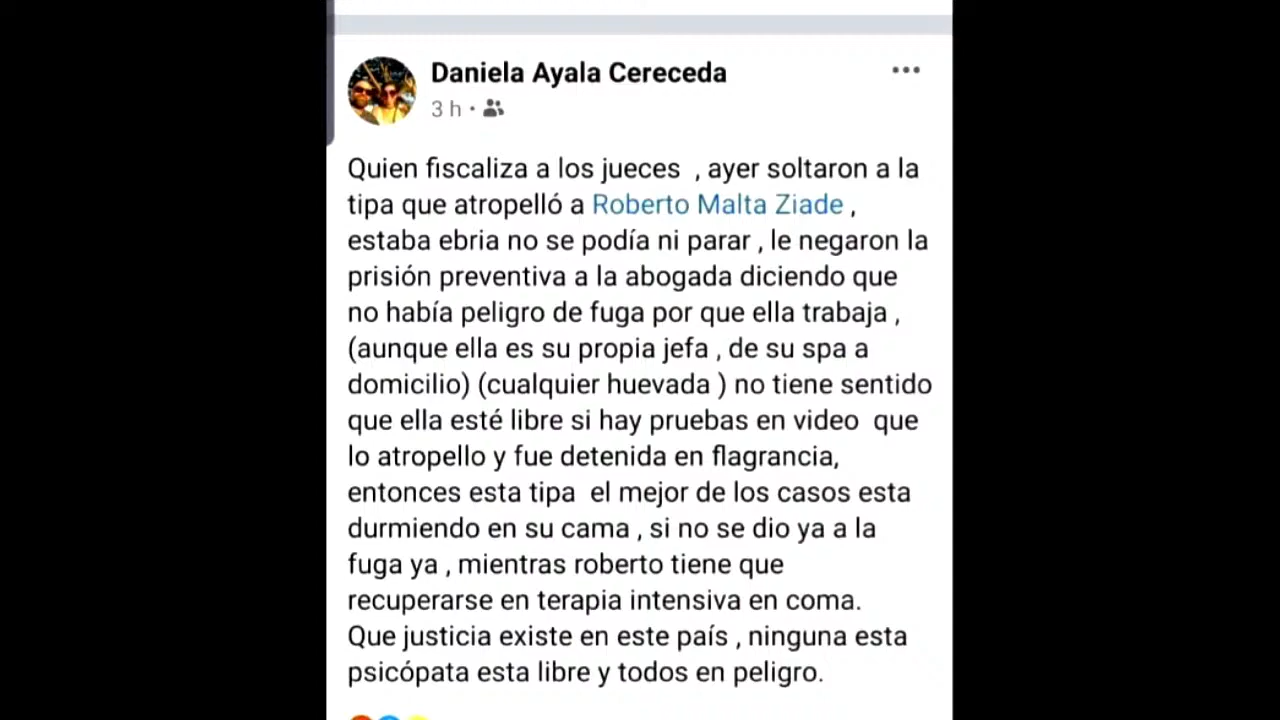 Daniela Ayala Cereceda
3 h
Quien fiscaliza a los jueces , ayer soltaron a la
tipa que atropelló a Roberto Malta Ziade ,
estaba ebria no se podía ni parar , le negaron la
prisión preventiva a la abogada diciendo que
no había peligro de fuga por que ella trabaja ,
(aunque ella es su propia jefa , de su spa a
domicilio) (cualquier huevada ) no tiene sentido
que ella esté libre si hay pruebas en video que
lo atropello y fue detenida en flagrancia,
entonces esta tipa el mejor de los casos esta
durmiendo en su cama , si no se dio ya a la
fuga ya , mientras roberto tiene que
recuperarse en terapia intensiva en coma.
Que justicia existe en este país , ninguna esta
psicópata esta libre y todos en peligro.